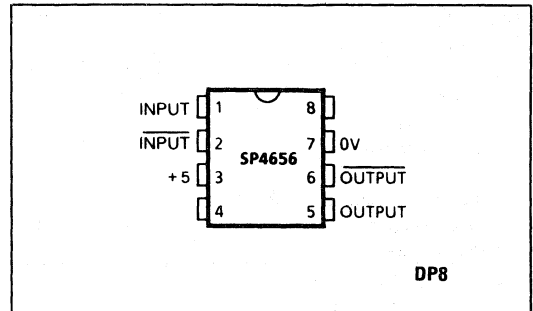 INPUT 1 8
INPUT 2 7 0V
SP4656
+5 3 6 OUTPUT
4 5 OUTPUT
DP8